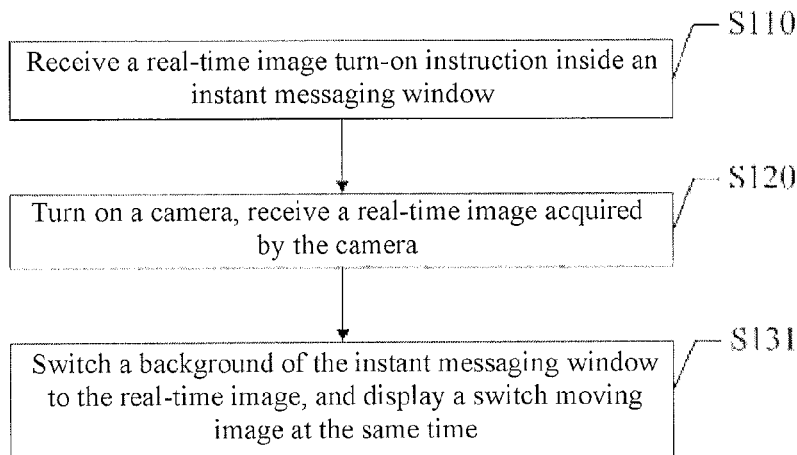 S110
Receive a real-time image turn-on instruction inside an
instant messaging window
S120
Turn on a camera, receive a real-time image acquired
by the camera
S131
Switch a background of the instant messaging window
to the real-time image, and display a switch moving
image at the same time